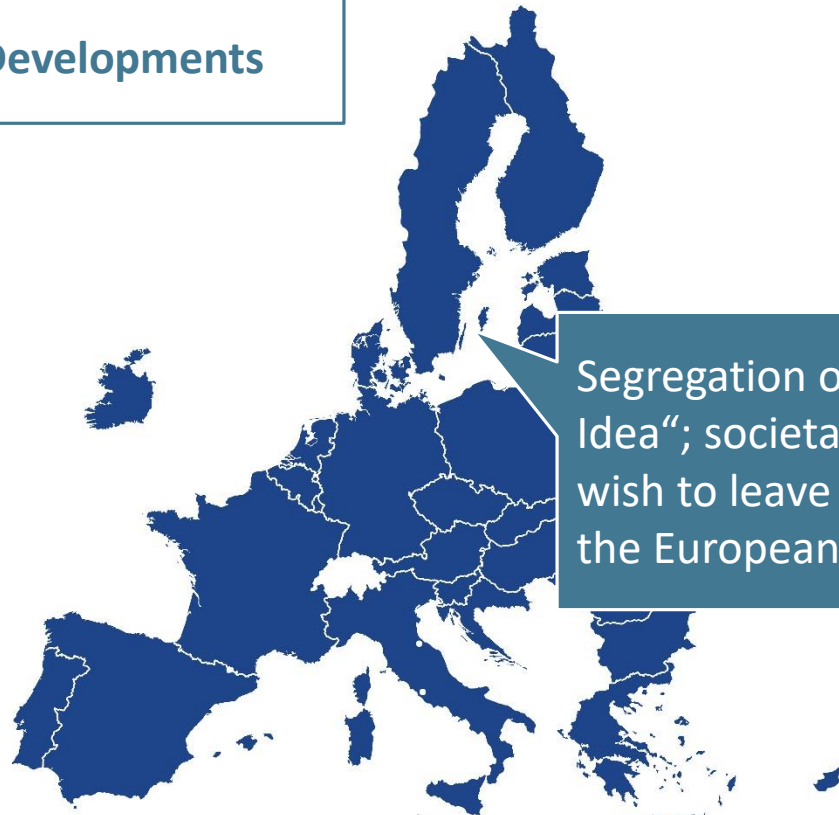 Developments
Segregation o
Idea“; societa
wish to leave
the European